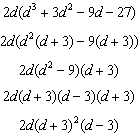 2d(d³ + 3d² − 9d − 27)
2d(d²(d + 3) − 9(d + 3))
2d(d² − 9)(d + 3)
2d(d + 3)(d − 3)(d + 3)
2d(d + 3)²(d − 3)